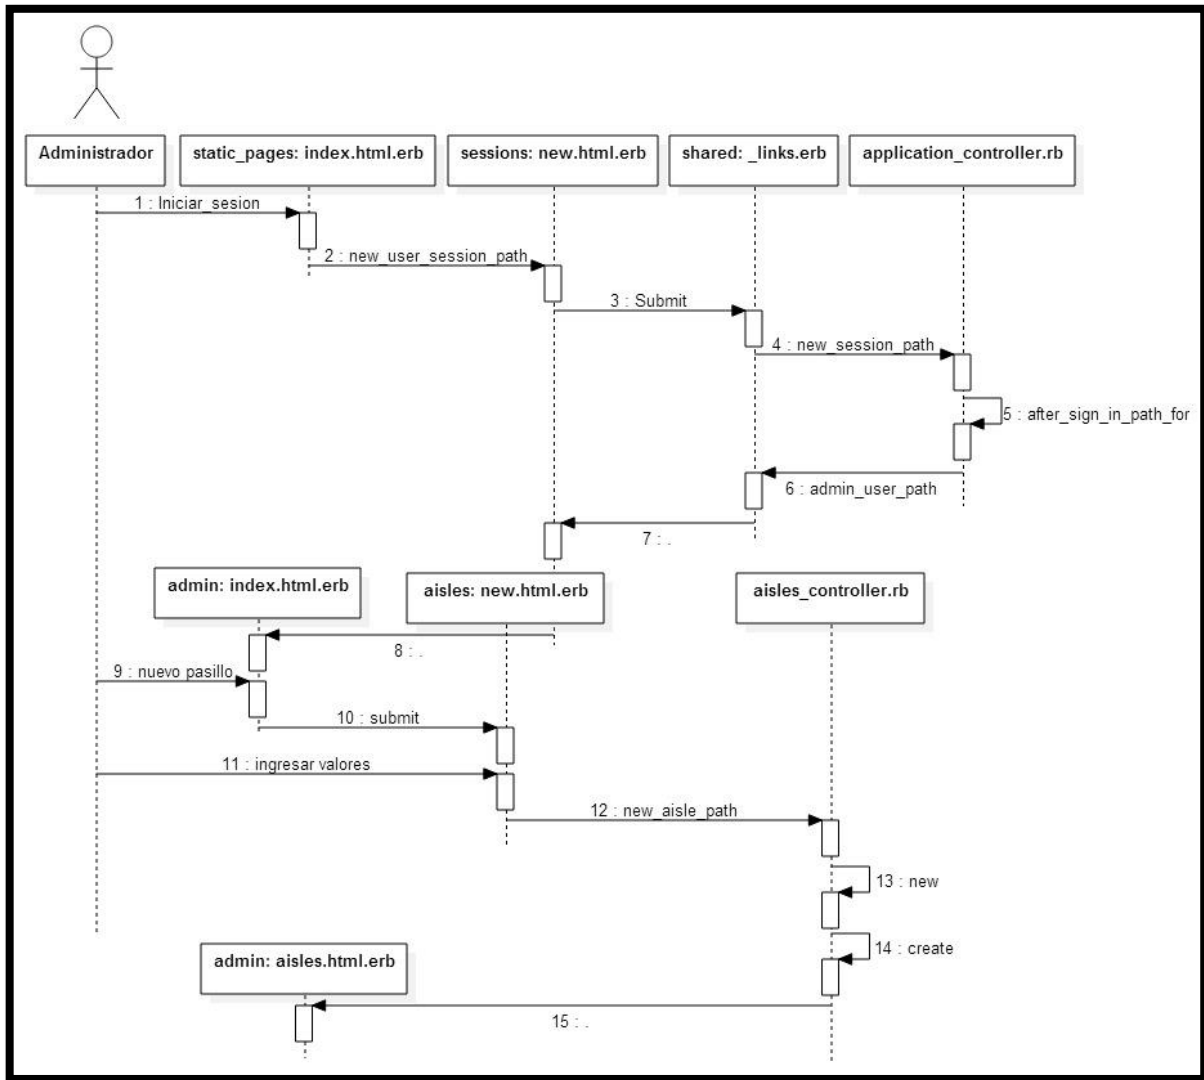 Administrador
static_pages: index.html.erb
sessions: new.html.erb
shared: _links.erb
application_controller.rb
1 : Iniciar_sesion
2 : new_user_session_path
3 : Submit
4 : new_session_path
5 : after_sign_in_path_for
6 : admin_user_path
7 : .
admin: index.html.erb
aisles: new.html.erb
aisles_controller.rb
8 : .
9 : nuevo pasillo
10 : submit
11 : ingresar valores
12 : new_aisle_path
13 : new
14 : create
admin: aisles.html.erb
15 : .